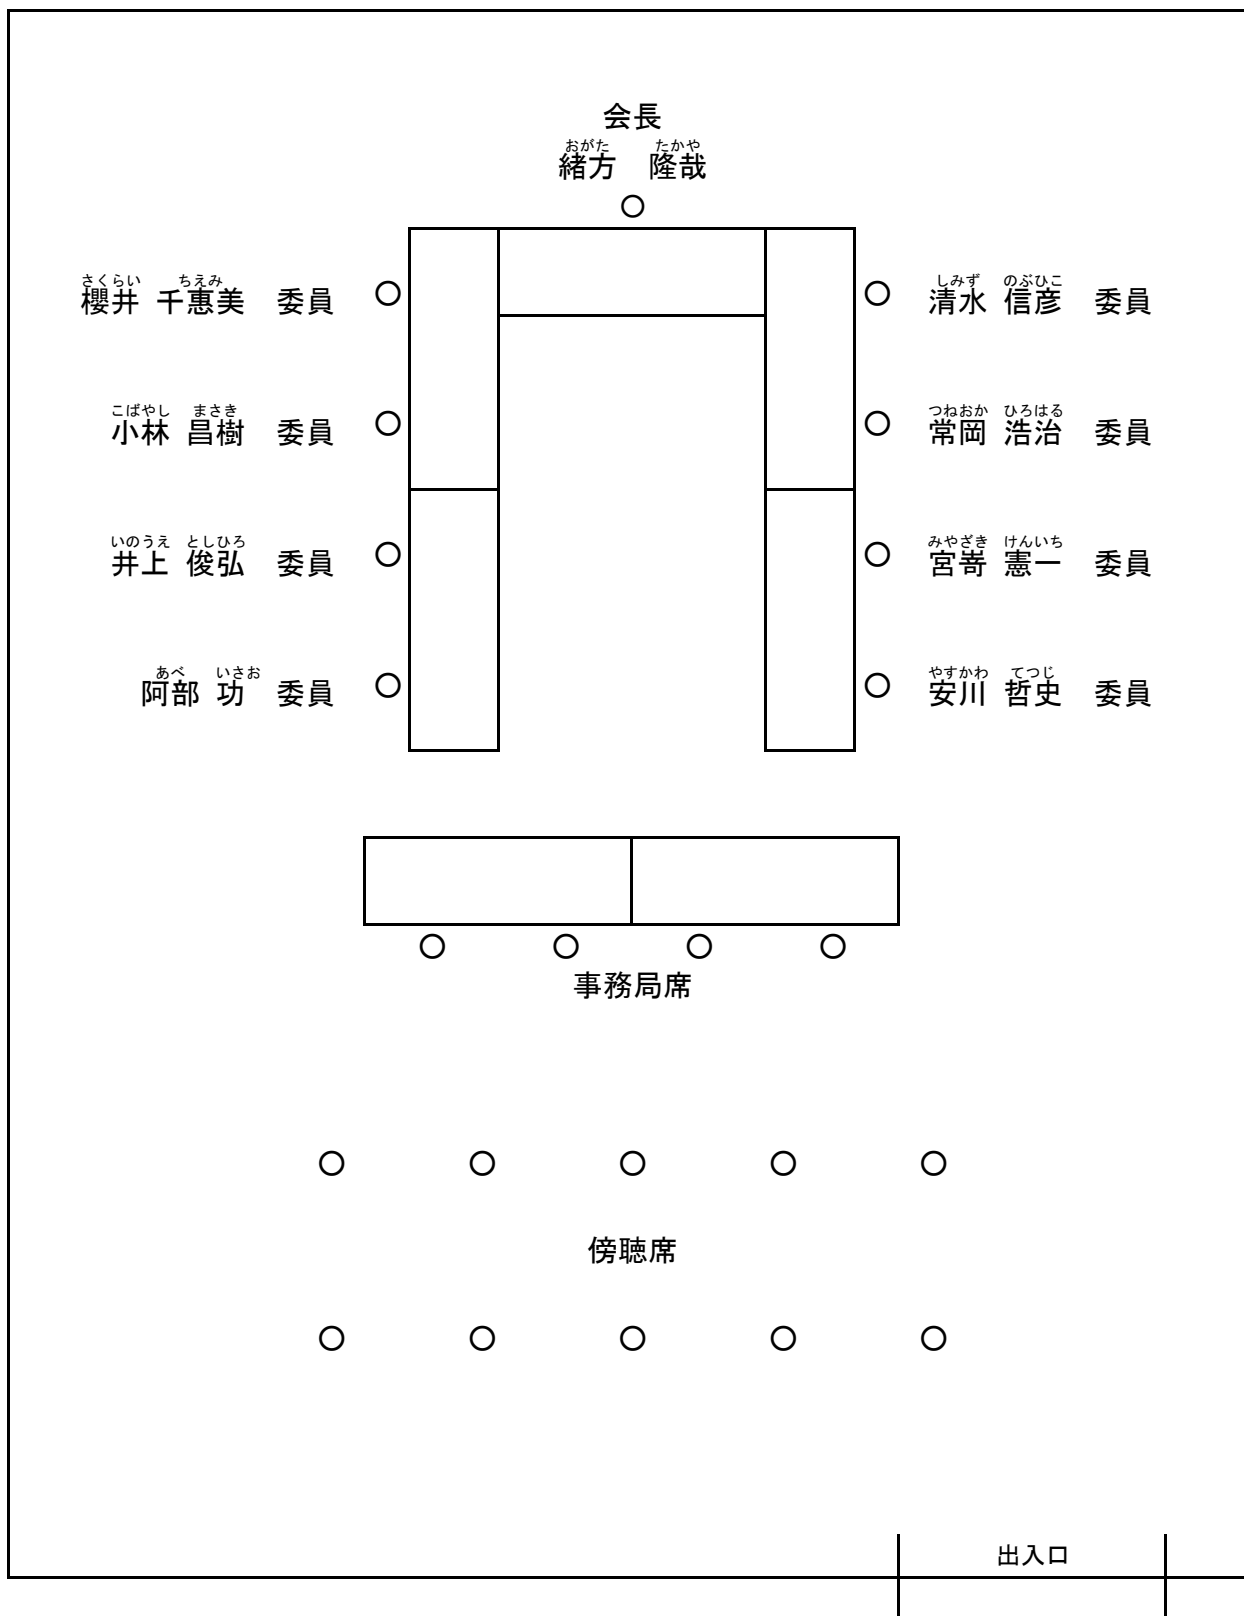 会長
おがた　たかや
緒方　隆哉
さくらい　ちえみ
櫻井 千惠美　委員
しみず　のぶひこ
清水 信彦　委員
こばやし　まさき
小林 昌樹　委員
つねおか　ひろはる
常岡 浩治　委員
いのうえ　としひろ
井上 俊弘　委員
みやざき　けんいち
宮嵜 憲一　委員
あべ　いさお
阿部 功　委員
やすかわ　てつじ
安川 哲史　委員
事務局席
傍聴席
出入口